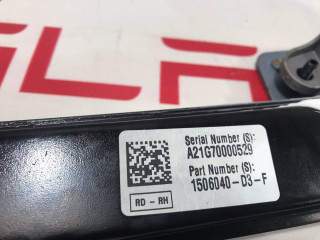 Serial Number (S):
A21G70000529
Part Number (S):
1506040-D3-F
RD - RH